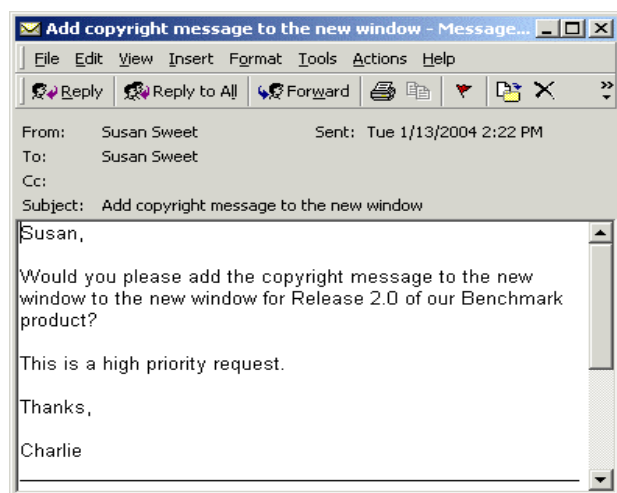 Add copyright message to the new window - Message...
File Edit View Insert Format Tools Actions Help
Reply Reply to All Forward
From: Susan Sweet Sent: Tue 1/13/2004 2:22 PM
To: Susan Sweet
Cc:
Subject: Add copyright message to the new window
Susan,
Would you please add the copyright message to the new
window to the new window for Release 2.0 of our Benchmark
product?
This is a high priority request.
Thanks,
Charlie